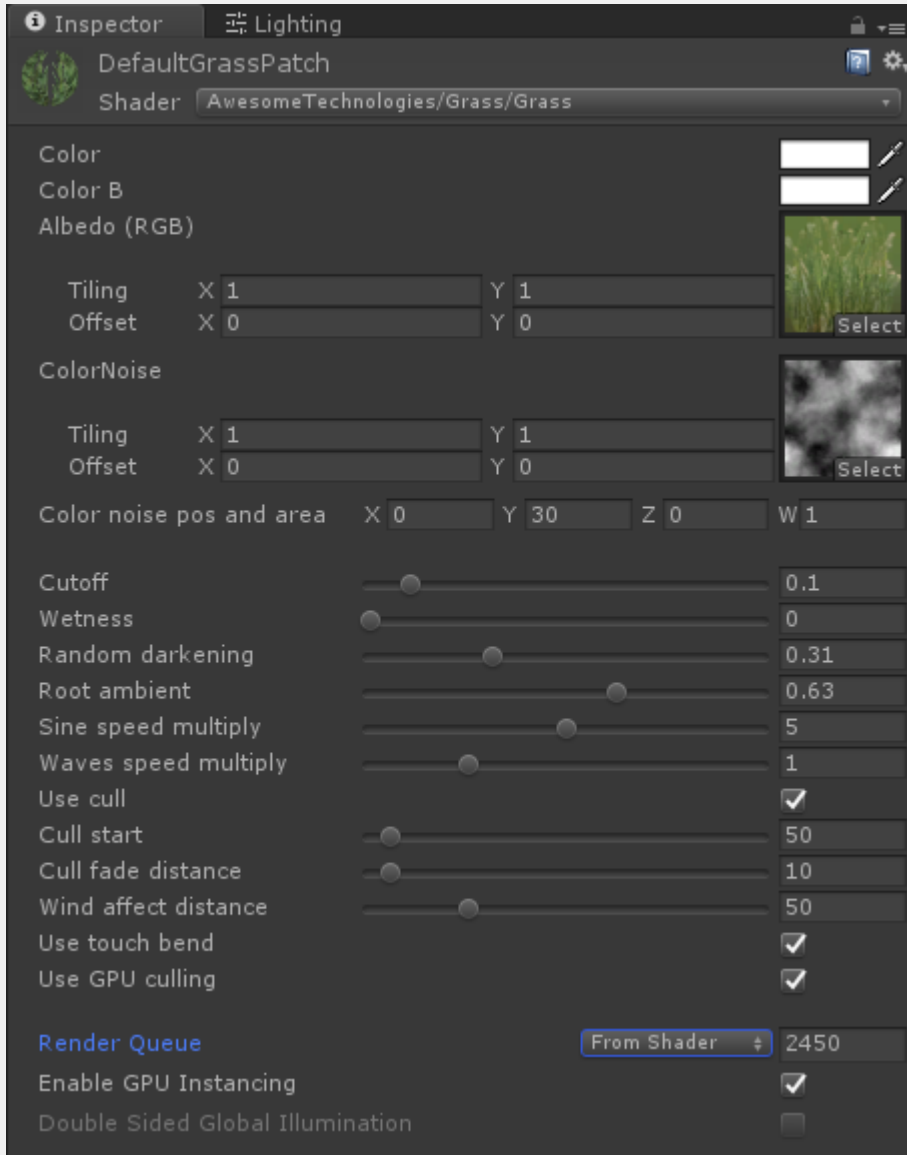 Inspector Lighting
DefaultGrassPatch
Shader AwesomeTechnologies/Grass/Grass
Color
Color B
Albedo (RGB)
Tiling X 1 Y 1
Offset X 0 Y 0
Select
ColorNoise
Tiling X 1 Y 1
Offset X 0 Y 0
Select
Color noise pos and area X 0 Y 30 Z 0 W 1
Cutoff 0.1
Wetness 0
Random darkening 0.31
Root ambient 0.63
Sine speed multiply 5
Waves speed multiply 1
Use cull
Cull start 50
Cull fade distance 10
Wind affect distance 50
Use touch bend
Use GPU culling
Render Queue From Shader 2450
Enable GPU Instancing
Double Sided Global Illumination